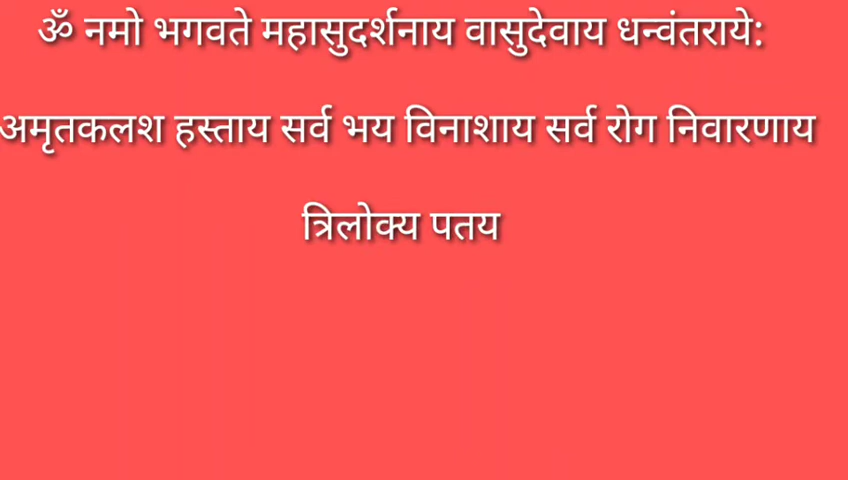 ॐ नमो भगवते महासुदर्शनाय वासुदेवाय धन्वंतराये:
अमृतकलश हस्ताय सर्व भय विनाशाय सर्व रोग निवारणाय
त्रिलोक्य पतय